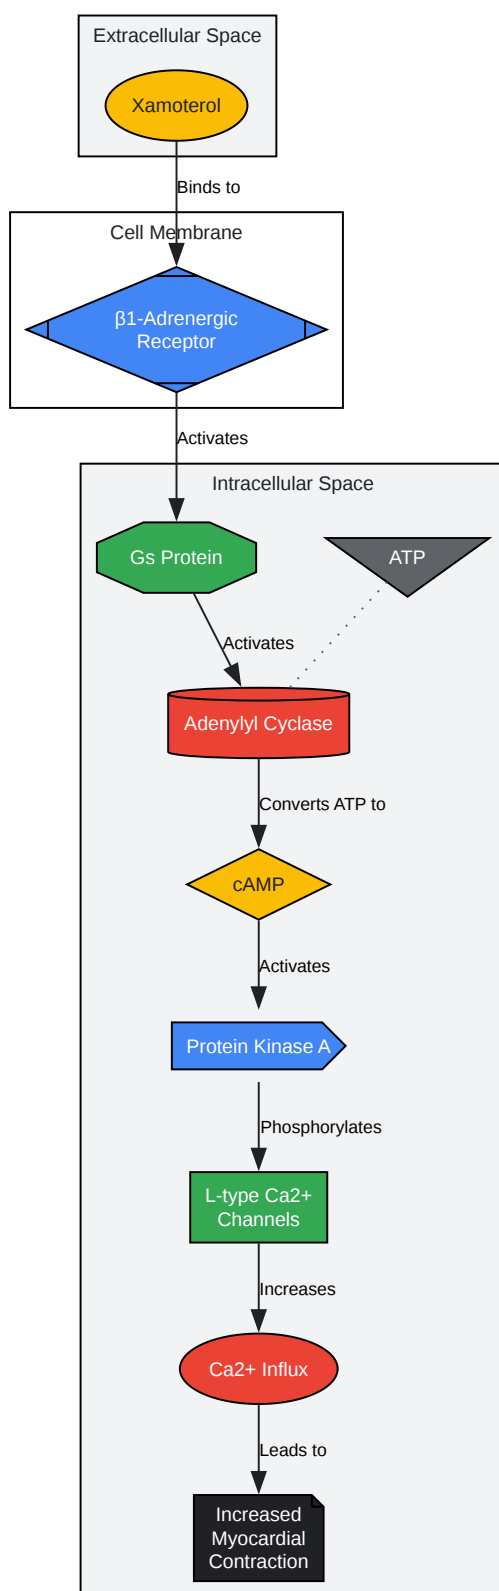 Extracellular Space
Xamoterol
Binds to
Cell Membrane
β1-Adrenergic
Receptor
Activates
Intracellular Space
Gs Protein
ATP
Activates
Adenylyl Cyclase
Converts ATP to
cAMP
Activates
Protein Kinase A
Phosphorylates
L-type Ca2+
Channels
Increases
Ca2+ Influx
Leads to
Increased
Myocardial
Contraction